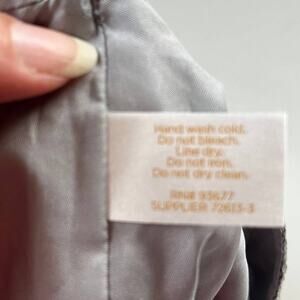 Hand wash cold.
Do not bleach.
Line dry.
Do not iron.
Do not dry clean.
RN# 93677
SUPPLIER 72613-3